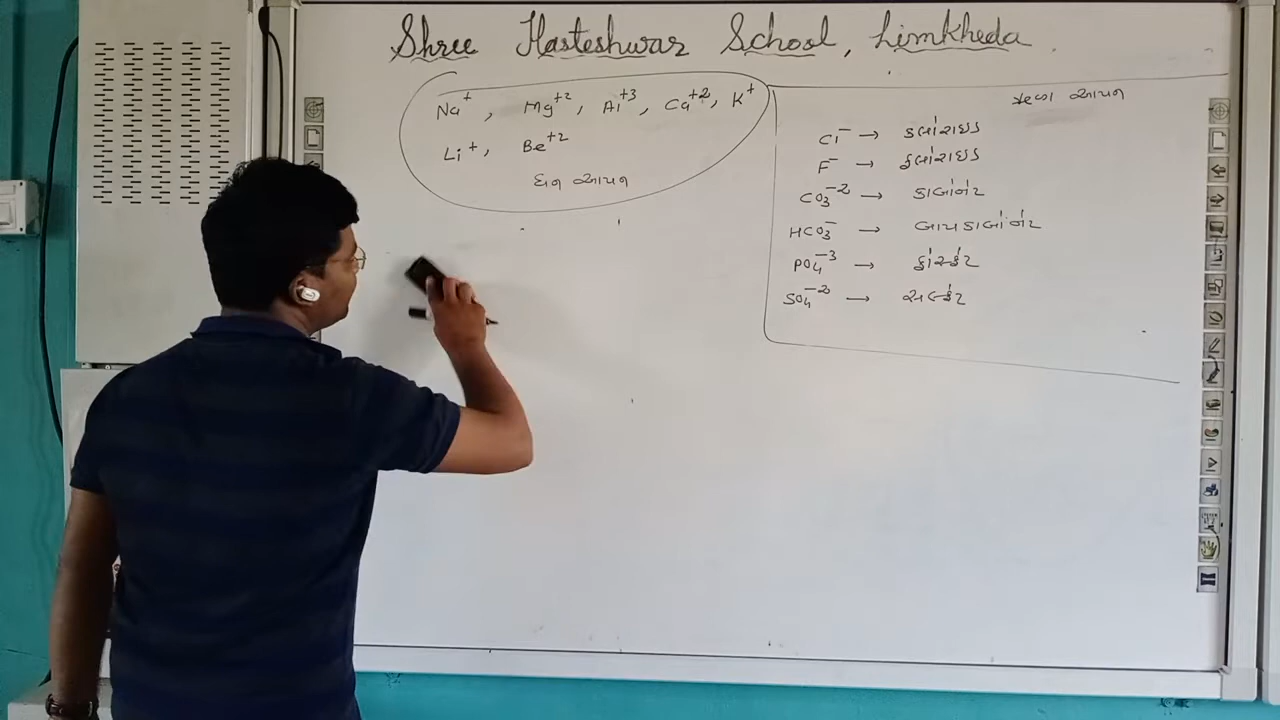 Shree Hasteshwar School, Limkheda
Na⁺, Mg⁺², Al⁺³, Ca⁺², K⁺
Li⁺, Be⁺²
ઘન આયન
ઋણ આયન
Cl⁻ → ક્લોરાઇડ
F⁻ → ફ્લોરાઇડ
CO₃⁻² → કાર્બોનેટ
HCO₃⁻ → બાયકાર્બોનેટ
PO₄⁻³ → ફોસ્ફેટ
SO₄⁻² → સલ્ફેટ